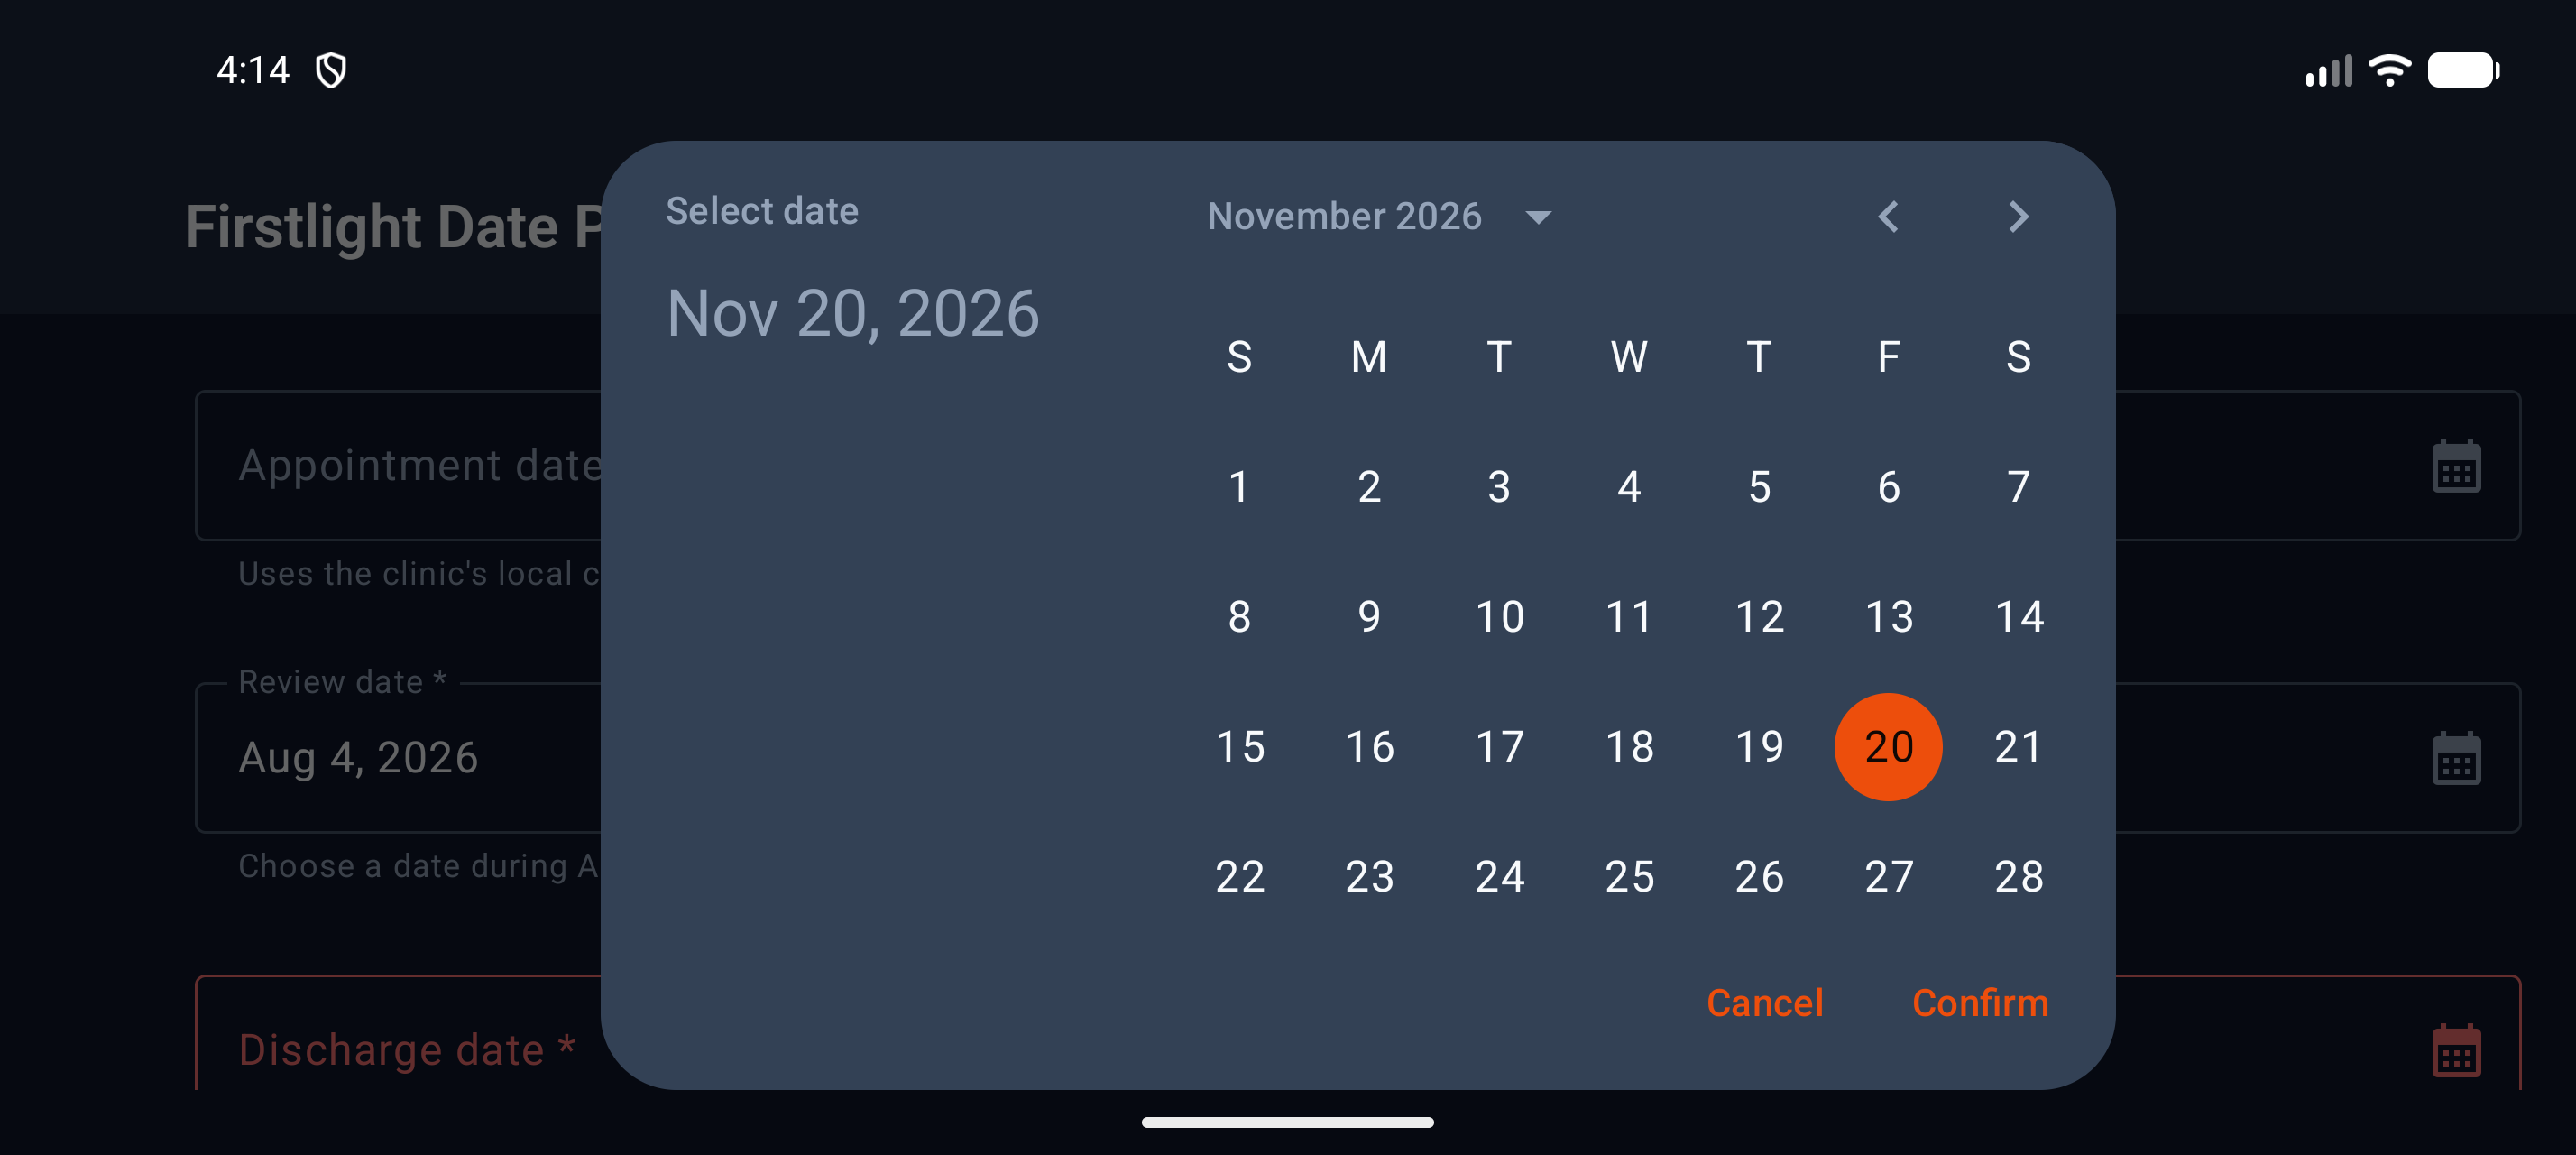 4:14
Firstlight Date P
Appointment date
Uses the clinic's local c
Review date *
Aug 4, 2026
Choose a date during A
Discharge date *
Select date
Nov 20, 2026
November 2026
S M T W T F S
1 2 3 4 5 6 7
8 9 10 11 12 13 14
15 16 17 18 19 20 21
22 23 24 25 26 27 28
Cancel Confirm